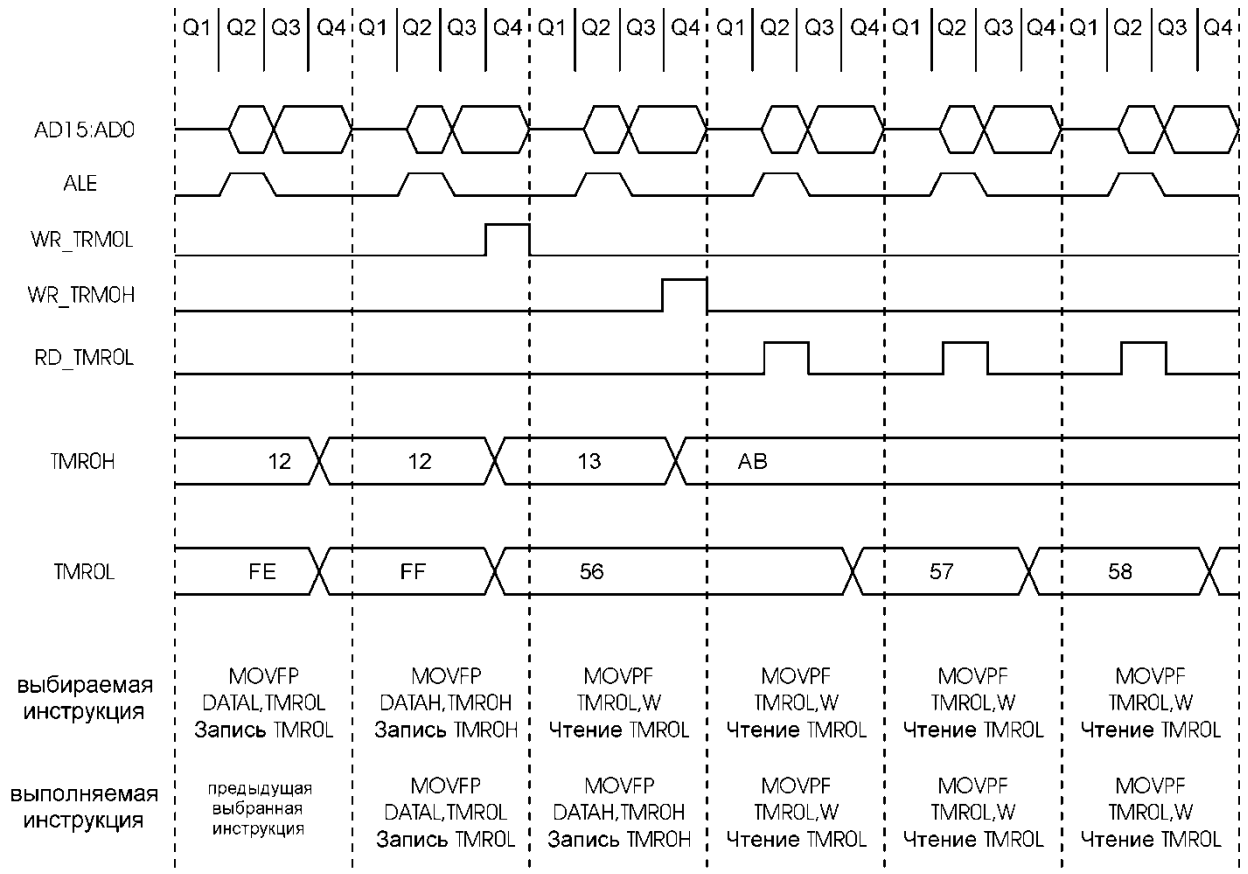 Q1 Q2 Q3 Q4 Q1 Q2 Q3 Q4 Q1 Q2 Q3 Q4 Q1 Q2 Q3 Q4 Q1 Q2 Q3 Q4 Q1 Q2 Q3 Q4
AD15:AD0
ALE
WR_TRM0L
WR_TRM0H
RD_TMR0L
TMR0H 12 12 13 AB
TMR0L FE FF 56 57 58
выбираемая
инструкция
MOVFP
DATAL,TMR0L
Запись TMR0L
MOVFP
DATAH,TMR0H
Запись TMR0H
MOVPF
TMR0L,W
Чтение TMR0L
MOVPF
TMR0L,W
Чтение TMR0L
MOVPF
TMR0L,W
Чтение TMR0L
MOVPF
TMR0L,W
Чтение TMR0L
выполняемая
инструкция
предыдущая
выбранная
инструкция
MOVFP
DATAL,TMR0L
Запись TMR0L
MOVFP
DATAH,TMR0H
Запись TMR0H
MOVPF
TMR0L,W
Чтение TMR0L
MOVPF
TMR0L,W
Чтение TMR0L
MOVPF
TMR0L,W
Чтение TMR0L